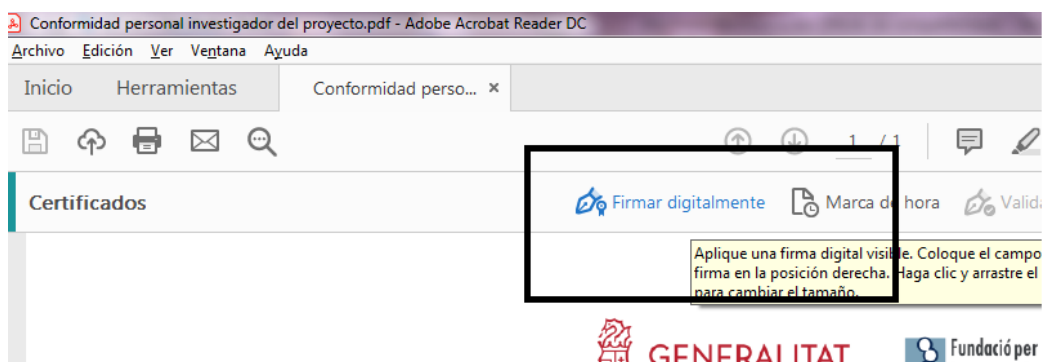 Conformidad personal investigador del proyecto.pdf - Adobe Acrobat Reader DC
Archivo Edición Ver Ventana Ayuda
Inicio Herramientas Conformidad perso... ×
1 / 1
Certificados Firmar digitalmente Marca de hora Valida
Aplique una firma digital visible. Coloque el campo
firma en la posición derecha. Haga clic y arrastre el
para cambiar el tamaño.
GENERALITAT Fundació per